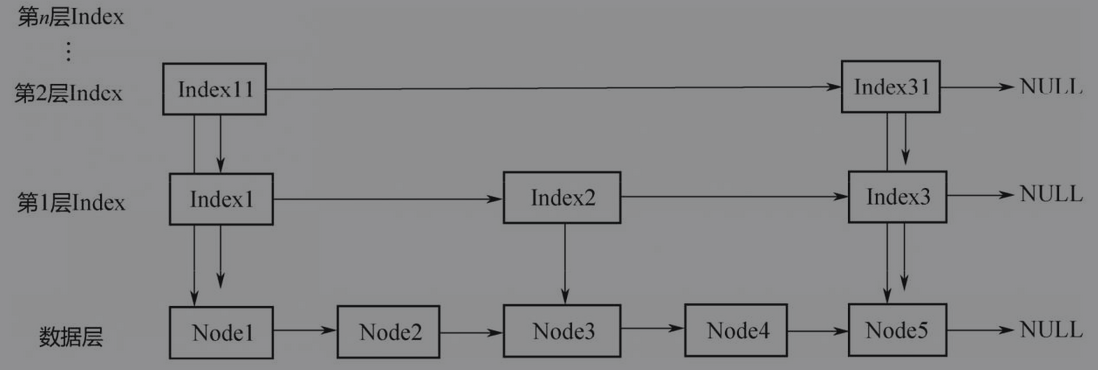 第n层Index
⋮
第2层Index Index11 Index31 NULL
第1层Index Index1 Index2 Index3 NULL
数据层 Node1 Node2 Node3 Node4 Node5 NULL